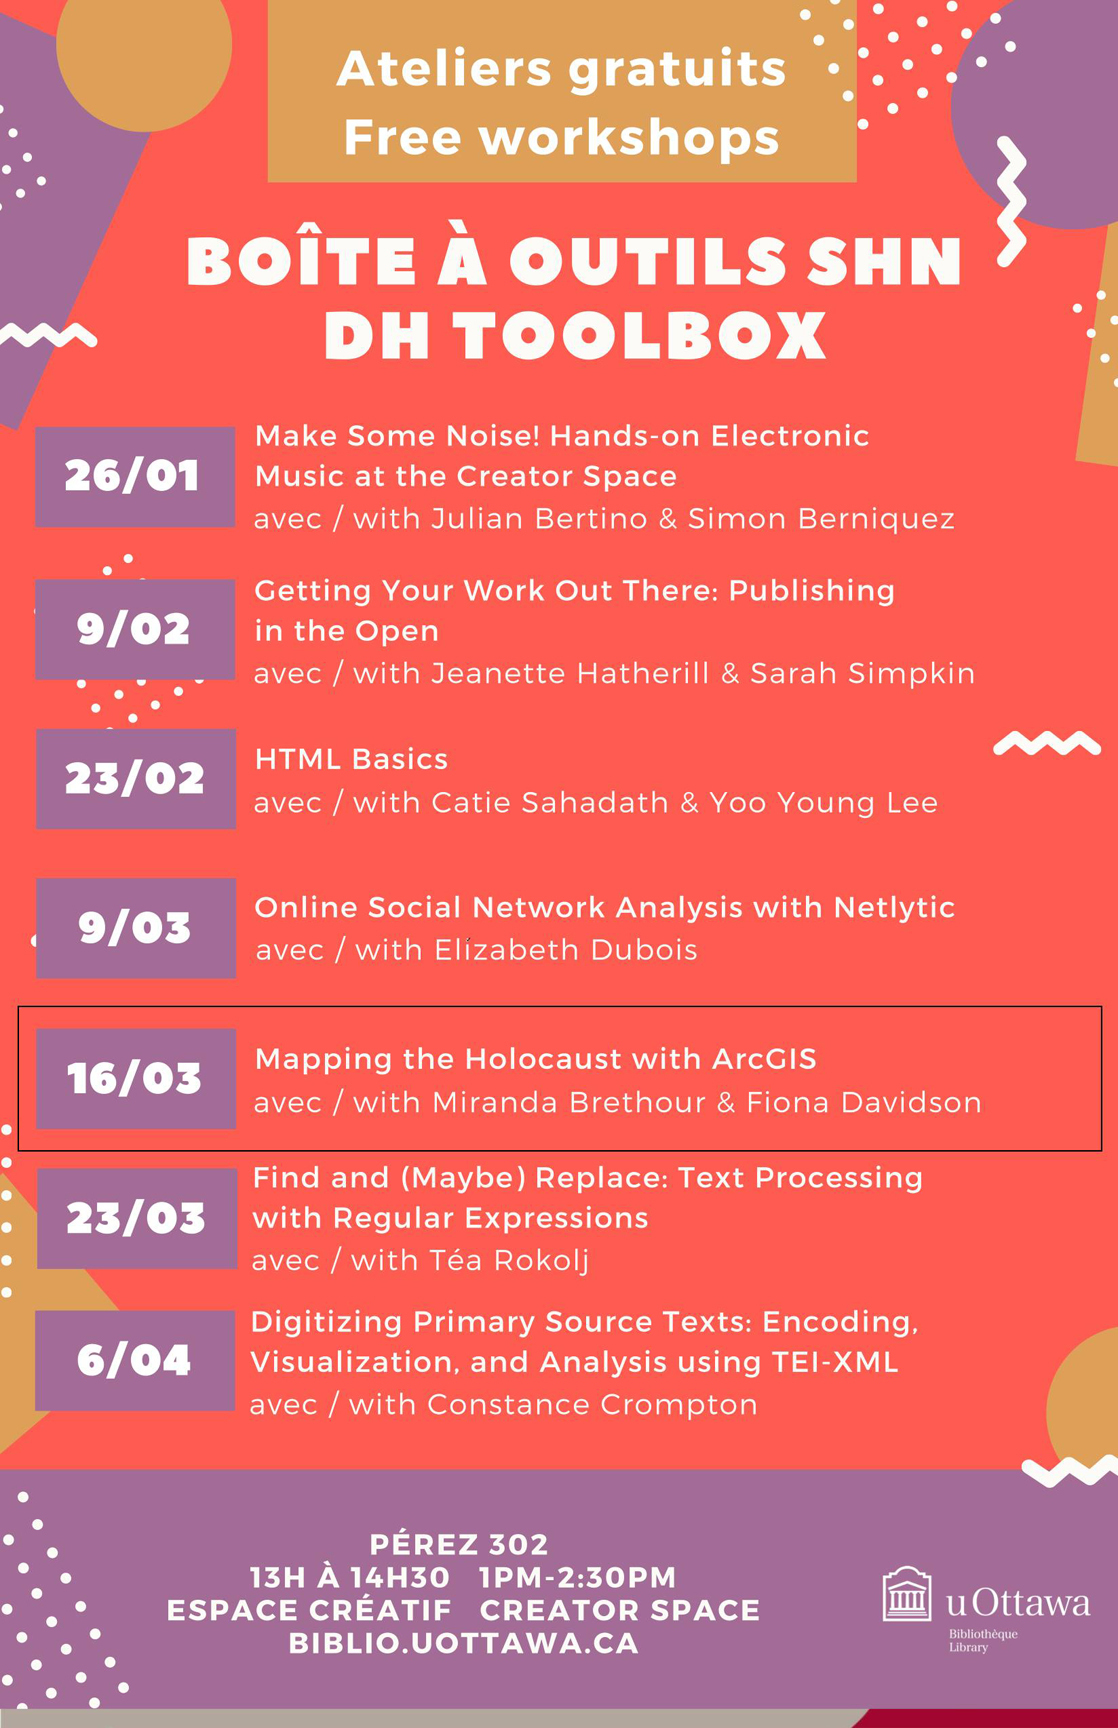 Ateliers gratuits
Free workshops
BOÎTE À OUTILS SHN
DH TOOLBOX
26/01
Make Some Noise! Hands-on Electronic
Music at the Creator Space
avec / with Julian Bertino & Simon Berniquez
9/02
Getting Your Work Out There: Publishing
in the Open
avec / with Jeanette Hatherill & Sarah Simpkin
23/02
HTML Basics
avec / with Catie Sahadath & Yoo Young Lee
9/03
Online Social Network Analysis with Netlytic
avec / with Elizabeth Dubois
16/03
Mapping the Holocaust with ArcGIS
avec / with Miranda Brethour & Fiona Davidson
23/03
Find and (Maybe) Replace: Text Processing
with Regular Expressions
avec / with Téa Rokolj
6/04
Digitizing Primary Source Texts: Encoding,
Visualization, and Analysis using TEI-XML
avec / with Constance Crompton
PÉREZ 302
13H À 14H30 1PM-2:30PM
ESPACE CRÉATIF CREATOR SPACE
BIBLIO.UOTTAWA.CA
uOttawa
Bibliothèque
Library